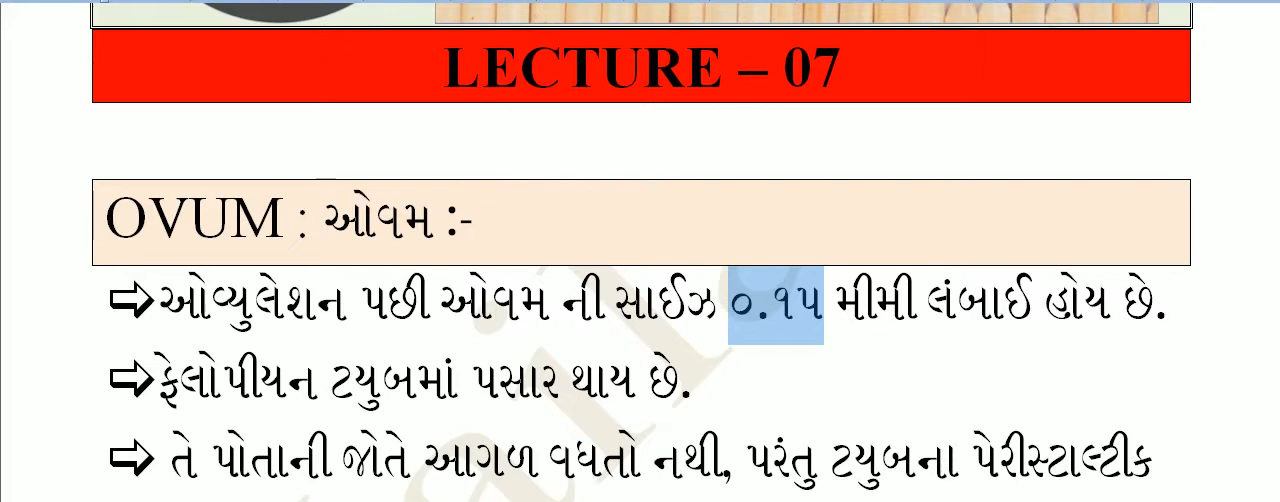 LECTURE – 07
OVUM : ઓવમ :-
⇨ઓવ્યુલેશન પછી ઓવમ ની સાઈઝ ૦.૧૫ મીમી લંબાઈ હોય છે.
⇨ફેલોપીયન ટયુબમાં પસાર થાય છે.
⇨ તે પોતાની જોતે આગળ વધતો નથી, પરંતુ ટયુબના પેરીસ્ટાલ્ટીક